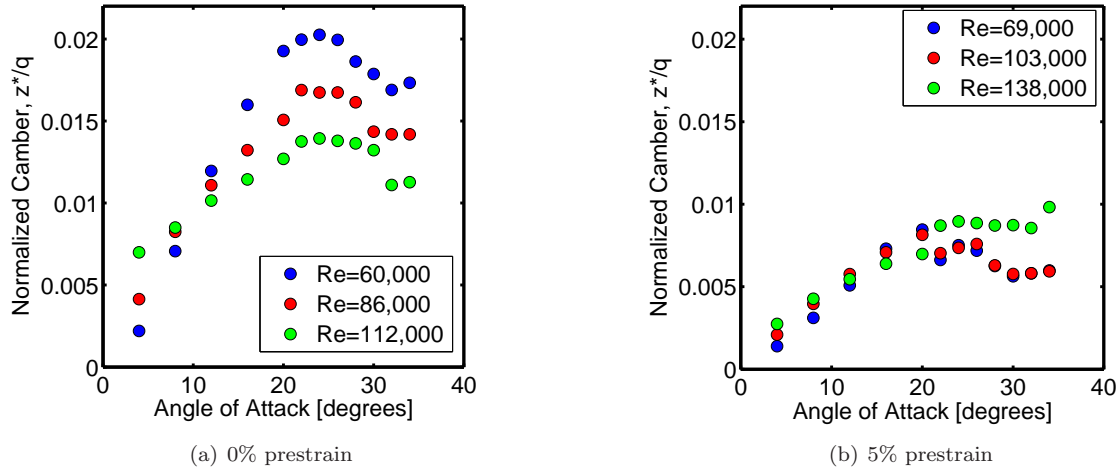 0.02
0.015
0.01
0.005
0
0 10 20 30 40
Normalized Camber, z*/q
Angle of Attack [degrees]
Re=60,000
Re=86,000
Re=112,000
(a) 0% prestrain
0.02
0.015
0.01
0.005
0
0 10 20 30 40
Normalized Camber, z*/q
Angle of Attack [degrees]
Re=69,000
Re=103,000
Re=138,000
(b) 5% prestrain